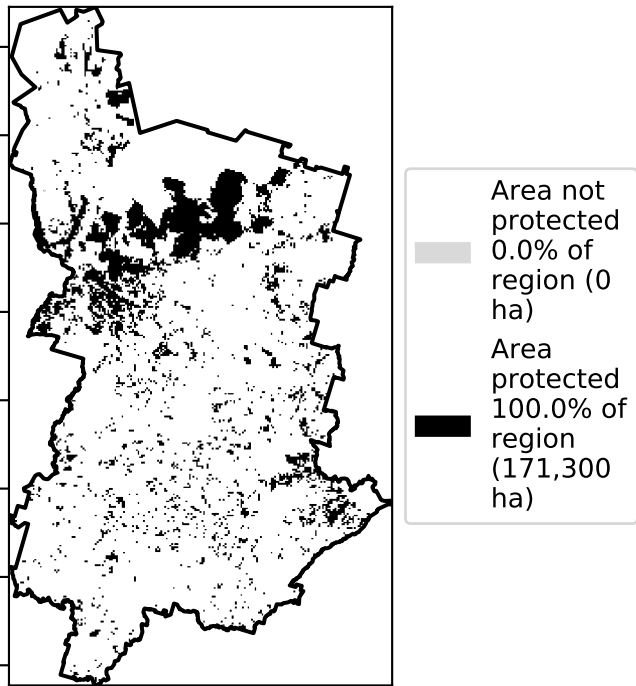 Area not
protected
0.0% of
region (0
ha)
Area
protected
100.0% of
region
(171,300
ha)